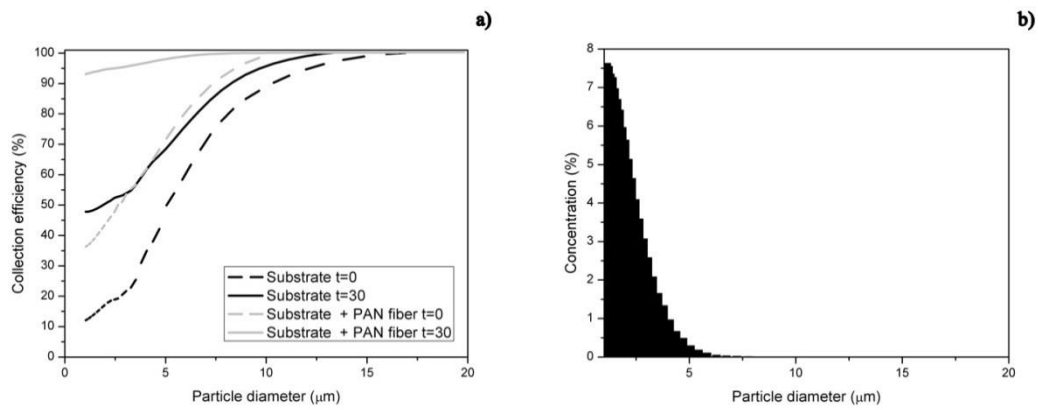 a)
100
90
80
70
60
50
40
30
20
10
0
Collection efficiency (%)
Substrate t=0
Substrate t=30
Substrate + PAN fiber t=0
Substrate + PAN fiber t=30
0 5 10 15 20
Particle diameter (μm)
b)
8
7
6
5
4
3
2
1
0
Concentration (%)
5 10 15 20
Particle diameter (μm)